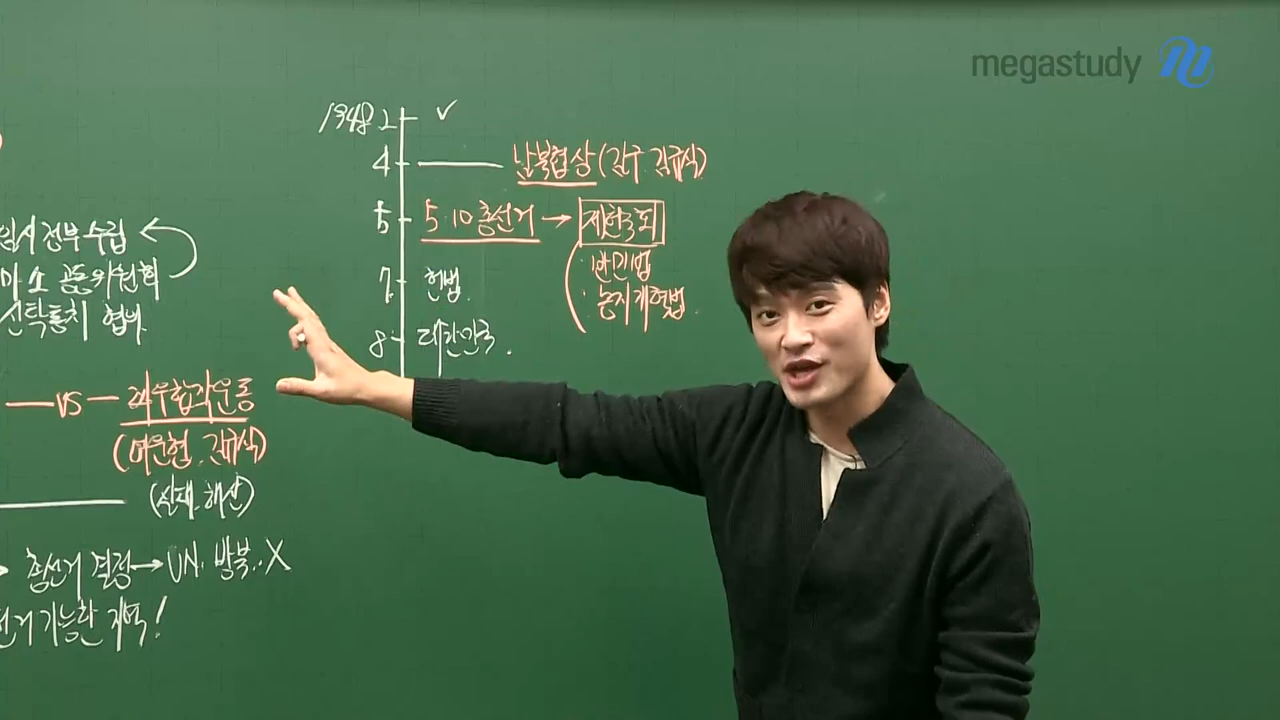 megastudy
임시 정부 수립
미·소 공동위원회
신탁통치 협의
VS 좌우합작운동
(여운형. 김규식)
(실패. 해산)
총선거 결정 → UN. 방북. X
선거 가능한 지역!
1948 2 ✓
4 남북협상 (김구 김규식)
5 5·10 총선거 → 제헌국회
· 반민법
· 농지개혁법
7. 헌법.
8 대한민국.